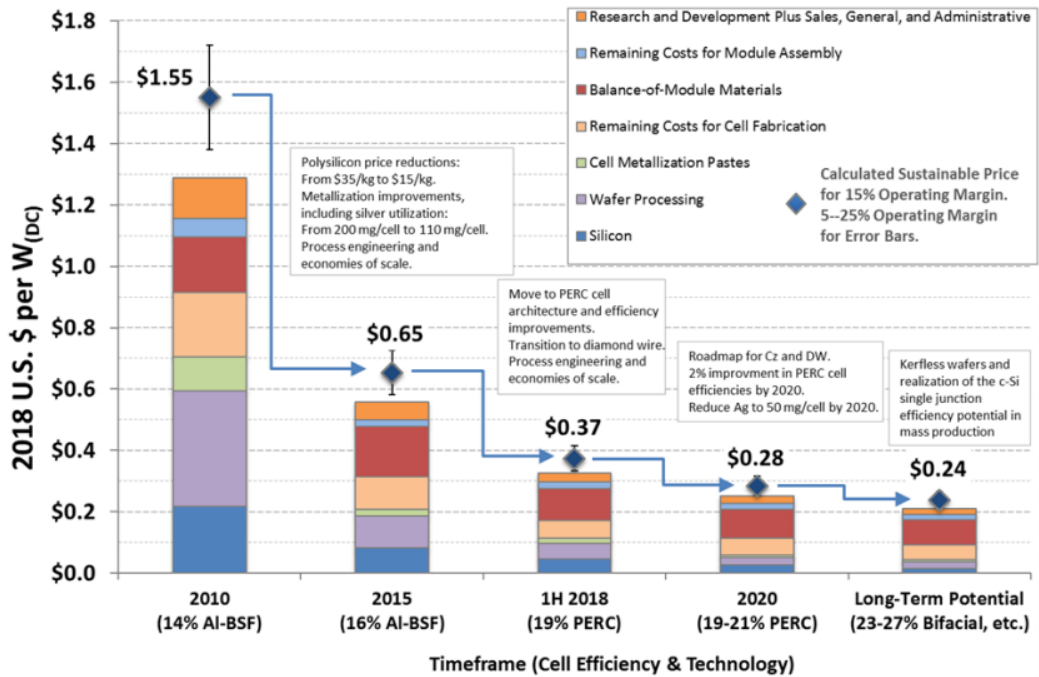 2018 U.S. $ per W(DC)
$1.8
$1.6
$1.4
$1.2
$1.0
$0.8
$0.6
$0.4
$0.2
$0.0
Research and Development Plus Sales, General, and Administrative
Remaining Costs for Module Assembly
Balance-of-Module Materials
Remaining Costs for Cell Fabrication
Cell Metallization Pastes
Wafer Processing
Silicon
Calculated Sustainable Price
for 15% Operating Margin.
5--25% Operating Margin
for Error Bars.
$1.55
Polysilicon price reductions:
From $35/kg to $15/kg.
Metallization improvements,
including silver utilization:
From 200 mg/cell to 110 mg/cell.
Process engineering and
economies of scale.
$0.65
Move to PERC cell
architecture and efficiency
improvements.
Transition to diamond wire.
Process engineering and
economies of scale.
$0.37
Roadmap for Cz and DW.
2% improvment in PERC cell
efficiencies by 2020.
Reduce Ag to 50 mg/cell by 2020.
$0.28
Kerfless wafers and
realization of the c-Si
single junction
efficiency potential in
mass production
$0.24
2010
(14% Al-BSF)
2015
(16% Al-BSF)
1H 2018
(19% PERC)
2020
(19-21% PERC)
Long-Term Potential
(23-27% Bifacial, etc.)
Timeframe (Cell Efficiency & Technology)